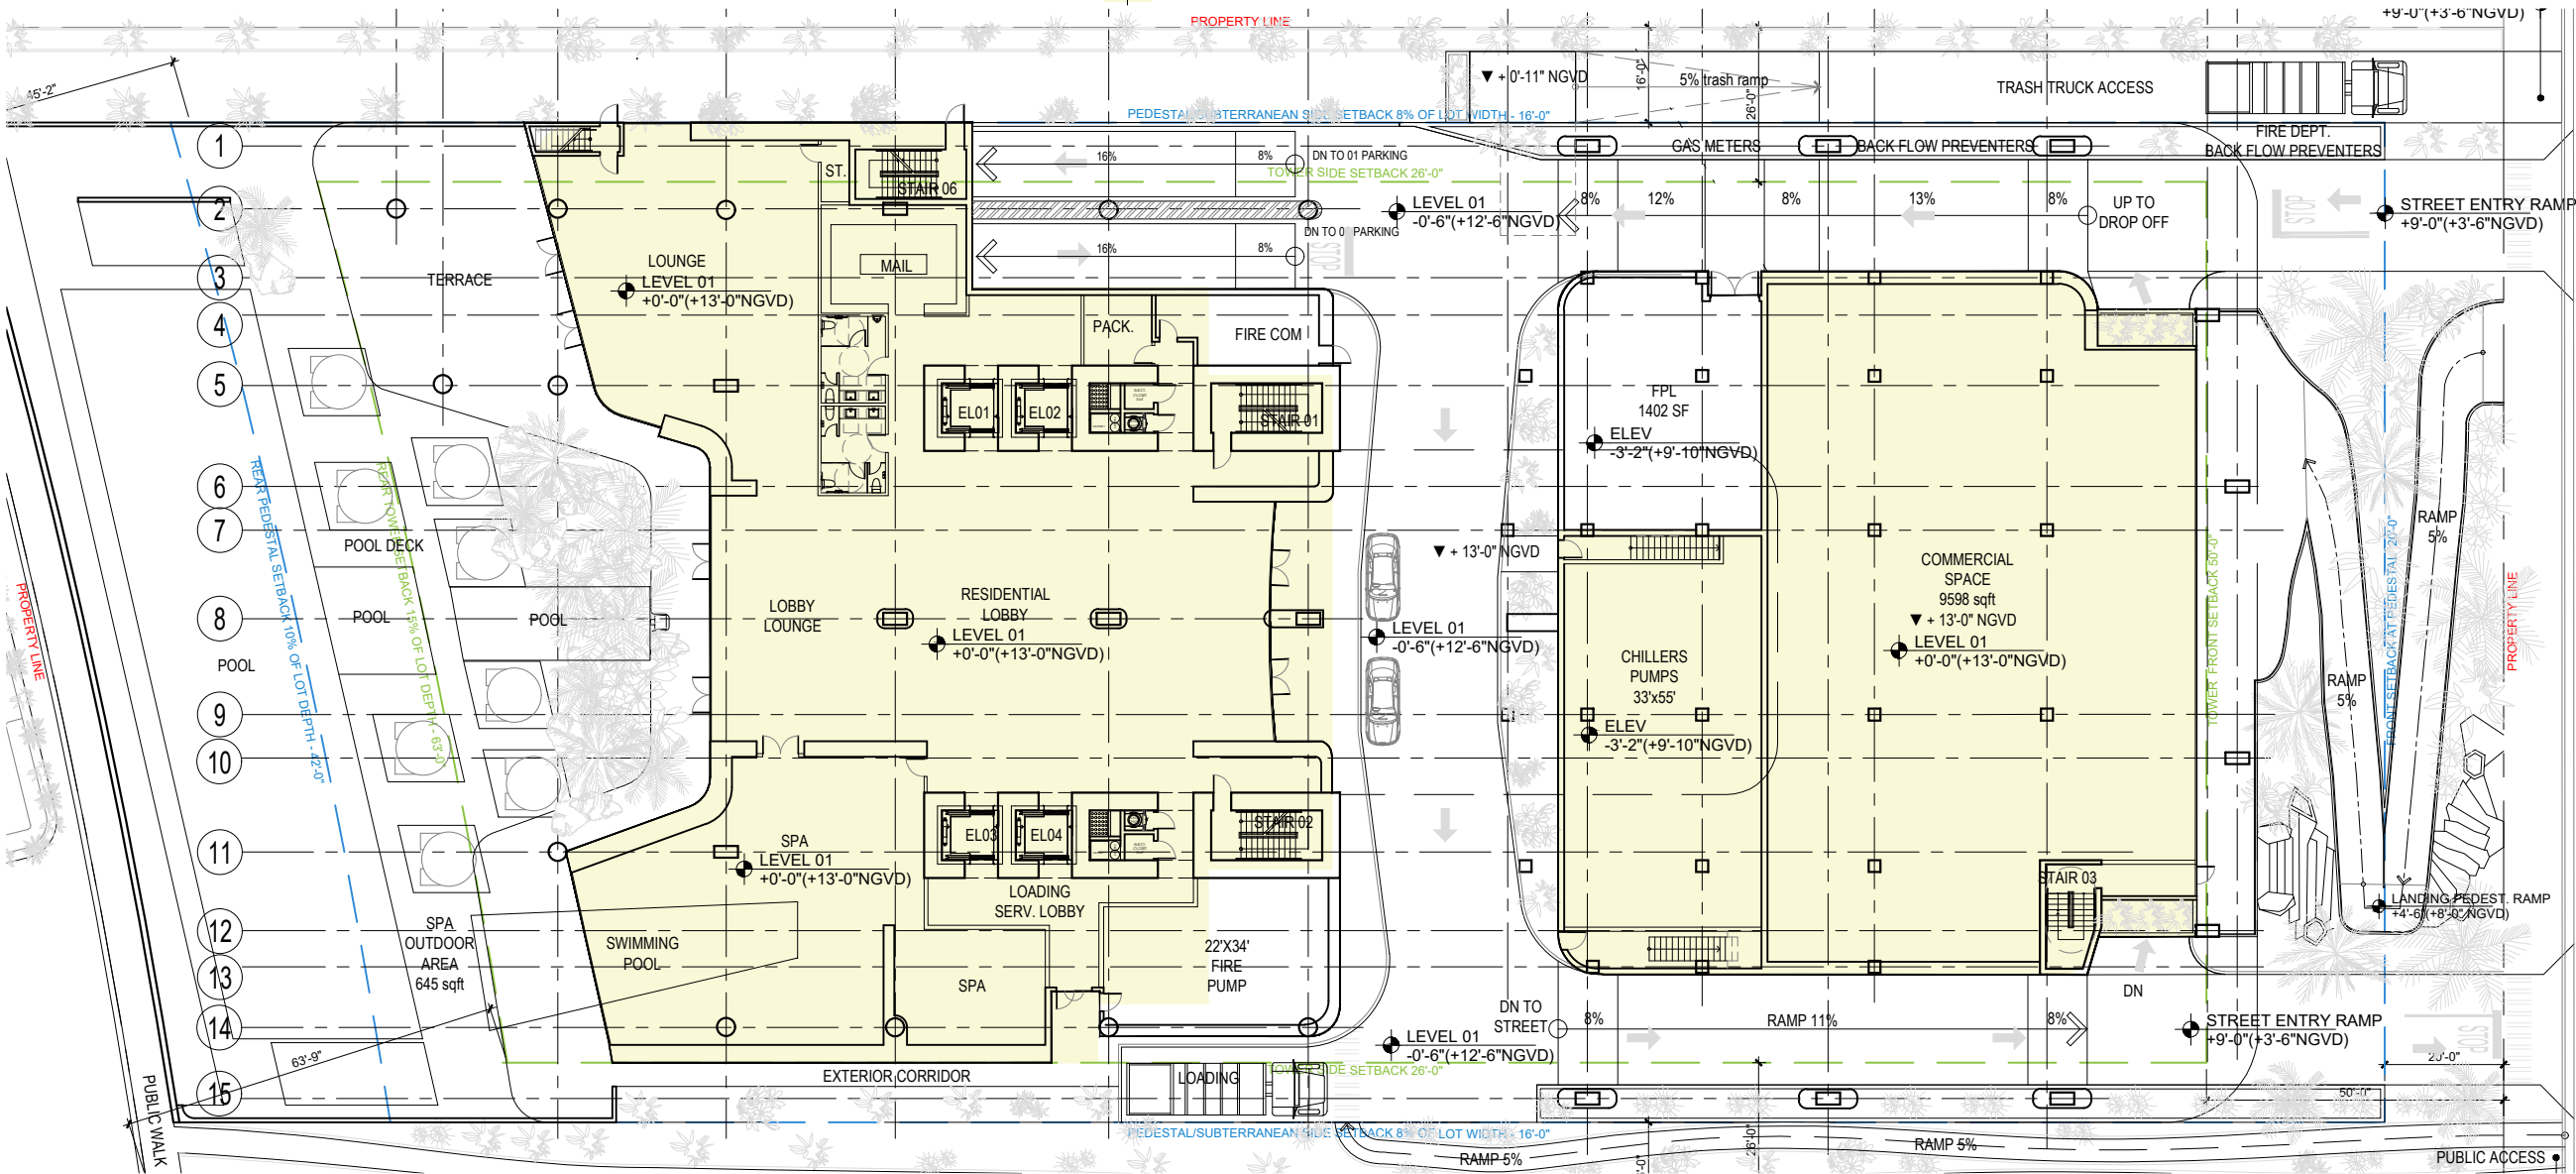 PROPERTY LINE
+9'-0"(+3'-6"NGVD)
45'-2"
▼ + 0'-11" NGVD
5% trash ramp
16'-0"
26'-0"
TRASH TRUCK ACCESS
PEDESTAL/SUBTERRANEAN SIDE SETBACK 8% OF LOT WIDTH - 16'-0"
1
GAS METERS
BACK FLOW PREVENTERS
FIRE DEPT.
BACK FLOW PREVENTERS
ST.
STAIR 06
16%
8%
DN TO 01 PARKING
TOWER SIDE SETBACK 26'-0"
2
LEVEL 01
-0'-6"(+12'-6"NGVD)
8%
12%
8%
13%
8%
UP TO
DROP OFF
STOP
STREET ENTRY RAMP
+9'-0"(+3'-6"NGVD)
DN TO 01 PARKING
16%
8%
STOP
3
TERRACE
LOUNGE
LEVEL 01
+0'-0"(+13'-0"NGVD)
MAIL
4
PACK.
FIRE COM
5
EL01
EL02
STAIR 01
FPL
1402 SF
ELEV
-3'-2"(+9'-10"NGVD)
6
REAR PEDESTAL SETBACK 10% OF LOT DEPTH - 42'-0"
REAR TOWER SETBACK 15% OF LOT DEPTH - 63'-0"
7
POOL DECK
▼ + 13'-0" NGVD
RAMP
5%
PROPERTY LINE
COMMERCIAL
SPACE
9598 sqft
▼ + 13'-0" NGVD
LEVEL 01
+0'-0"(+13'-0"NGVD)
TOWER FRONT SETBACK 50'-0"
FRONT SETBACK AT PEDESTAL 20'-0"
PROPERTY LINE
8
POOL
POOL
POOL
LOBBY
LOUNGE
RESIDENTIAL
LOBBY
LEVEL 01
+0'-0"(+13'-0"NGVD)
LEVEL 01
-0'-6"(+12'-6"NGVD)
CHILLERS
PUMPS
33'x55'
RAMP
5%
9
ELEV
-3'-2"(+9'-10"NGVD)
10
11
SPA
LEVEL 01
+0'-0"(+13'-0"NGVD)
EL03
EL04
STAIR 02
LOADING
SERV. LOBBY
STAIR 03
LANDING PEDEST. RAMP
+4'-6"(+8'-0"NGVD)
12
SPA
OUTDOOR
AREA
645 sqft
SWIMMING
POOL
22'X34'
FIRE
PUMP
13
SPA
DN
14
DN TO
STREET
8%
RAMP 11%
8%
STREET ENTRY RAMP
+9'-0"(+3'-6"NGVD)
STOP
LEVEL 01
-0'-6"(+12'-6"NGVD)
63'-9"
20'-0"
TOWER SIDE SETBACK 26'-0"
EXTERIOR CORRIDOR
LOADING
15
50'-0"
PUBLIC WALK
PEDESTAL/SUBTERRANEAN SIDE SETBACK 8% OF LOT WIDTH - 16'-0"
26'-0"
RAMP 5%
RAMP 5%
PUBLIC ACCESS